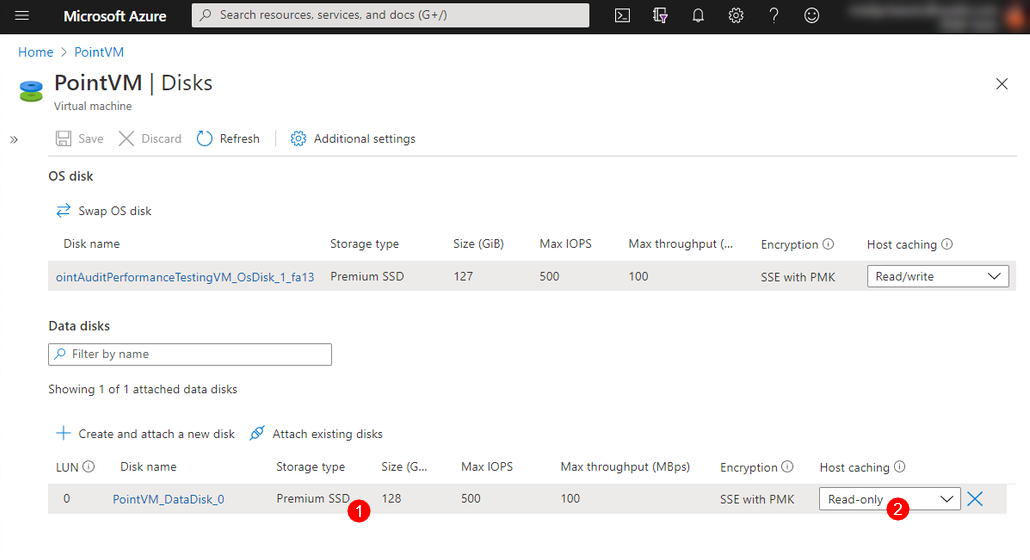 Microsoft Azure Search resources, services, and docs (G+/)
Home > PointVM
PointVM | Disks
Virtual machine
Save Discard Refresh Additional settings
OS disk
Swap OS disk
Disk name Storage type Size (GiB) Max IOPS Max throughput (... Encryption Host caching
ointAuditPerformanceTestingVM_OsDisk_1_fa13 Premium SSD 127 500 100 SSE with PMK Read/write
Data disks
Filter by name
Showing 1 of 1 attached data disks
Create and attach a new disk Attach existing disks
LUN Disk name Storage type Size (G... Max IOPS Max throughput (MBps) Encryption Host caching
0 PointVM_DataDisk_0 Premium SSD 128 500 100 SSE with PMK Read-only
1 2